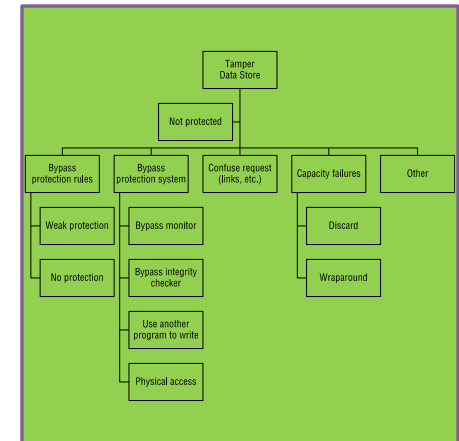 Tamper
Data Store
Not protected
Bypass
protection rules
Bypass
protection system
Confuse request
(links, etc.)
Capacity failures
Other
Weak protection
No protection
Bypass monitor
Bypass integrity
checker
Use another
program to write
Physical access
Discard
Wraparound